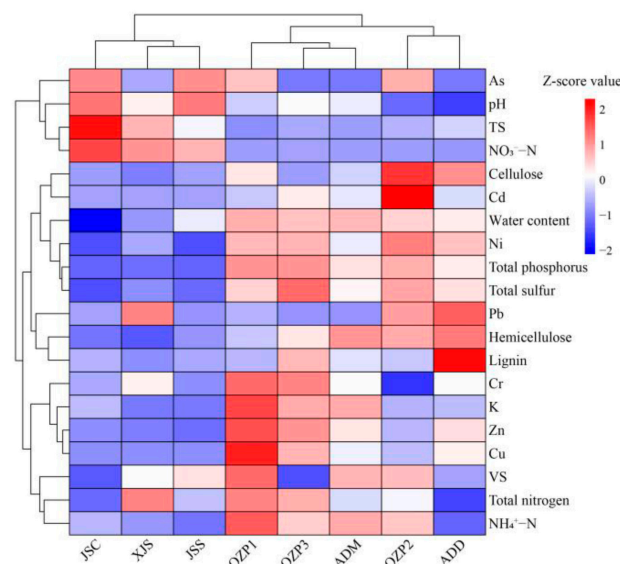 As
Z-score value
pH
TS
NO₃⁻−N
Cellulose
Cd
Water content
Ni
Total phosphorus
Total sulfur
Pb
Hemicellulose
Lignin
Cr
K
Zn
Cu
VS
Total nitrogen
NH₄⁺−N
2
1
0
−1
−2
JSC XJS JSS QZP1 QZP3 ADM QZP2 ADD